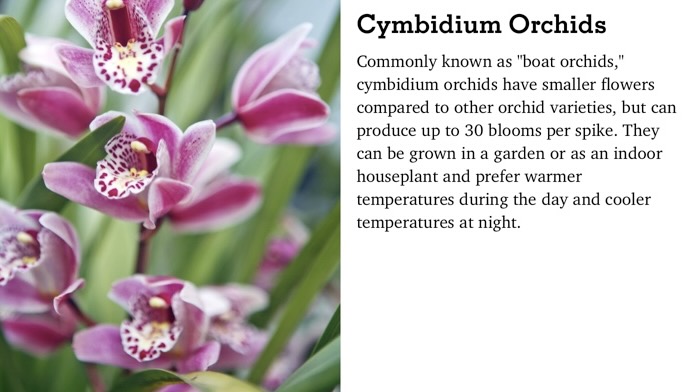 Cymbidium Orchids
Commonly known as "boat orchids,"
cymbidium orchids have smaller flowers
compared to other orchid varieties, but can
produce up to 30 blooms per spike. They
can be grown in a garden or as an indoor
houseplant and prefer warmer
temperatures during the day and cooler
temperatures at night.